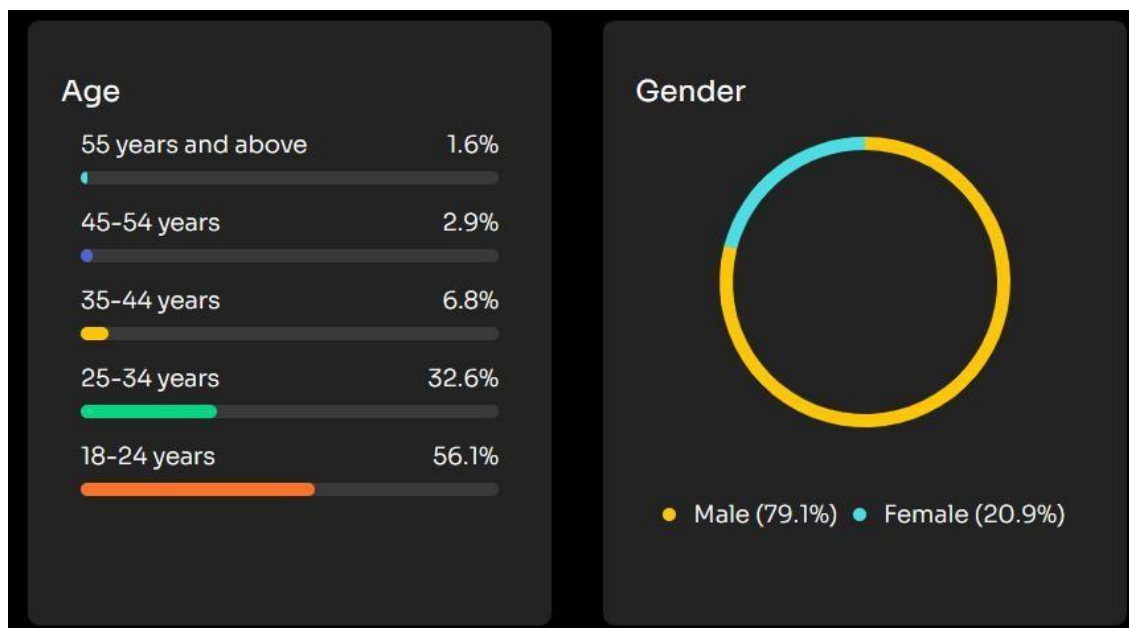 Age
55 years and above 1.6%
45-54 years 2.9%
35-44 years 6.8%
25-34 years 32.6%
18-24 years 56.1%
Gender
Male (79.1%) Female (20.9%)